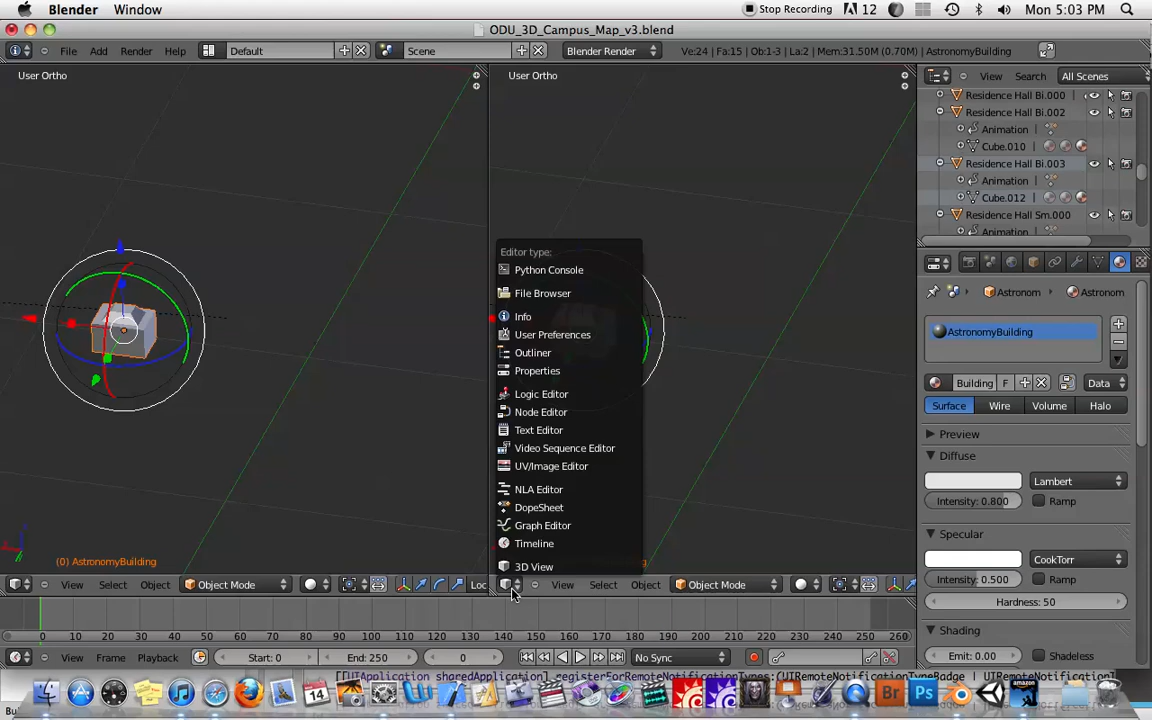 Blender Window Stop Recording 12 Mon 5:03 PM
ODU_3D_Campus_Map_v3.blend
File Add Render Help Default Scene Blender Render Ve:24 | Fa:15 | Ob:1-3 | La:2 | Mem:31.50M (0.70M) | AstronomyBuilding
User Ortho
User Ortho
View Search All Scenes
Residence Hall Bi.000
Residence Hall Bi.002
Animation
Cube.010
Residence Hall Bi.003
Animation
Cube.012
Residence Hall Sm.000
Animation
Editor type:
Python Console
File Browser
Info
User Preferences
Outliner
Properties
Logic Editor
Node Editor
Text Editor
Video Sequence Editor
UV/Image Editor
NLA Editor
DopeSheet
Graph Editor
Timeline
3D View
Astronom Astronom
AstronomyBuilding
Building F Data
Surface Wire Volume Halo
Preview
Diffuse
Lambert
Intensity: 0.800 Ramp
Specular
CookTorr
Intensity: 0.500 Ramp
Hardness: 50
Shading
Emit: 0.00 Shadeless
(0) AstronomyBuilding
View Select Object Object Mode Loc
View Select Object Object Mode
0 10 20 30 40 50 60 70 80 90 100 110 120 130 140 150 160 170 180 190 200 210 220 230 240 250 260
View Frame Playback Start: 0 End: 250 0 No Sync
[[UIApplication sharedApplication] registerForRemoteNotificationTypes:(UIRemoteNotificationTypeBadge | UIRemoteNotification
14 Br Ps amazon